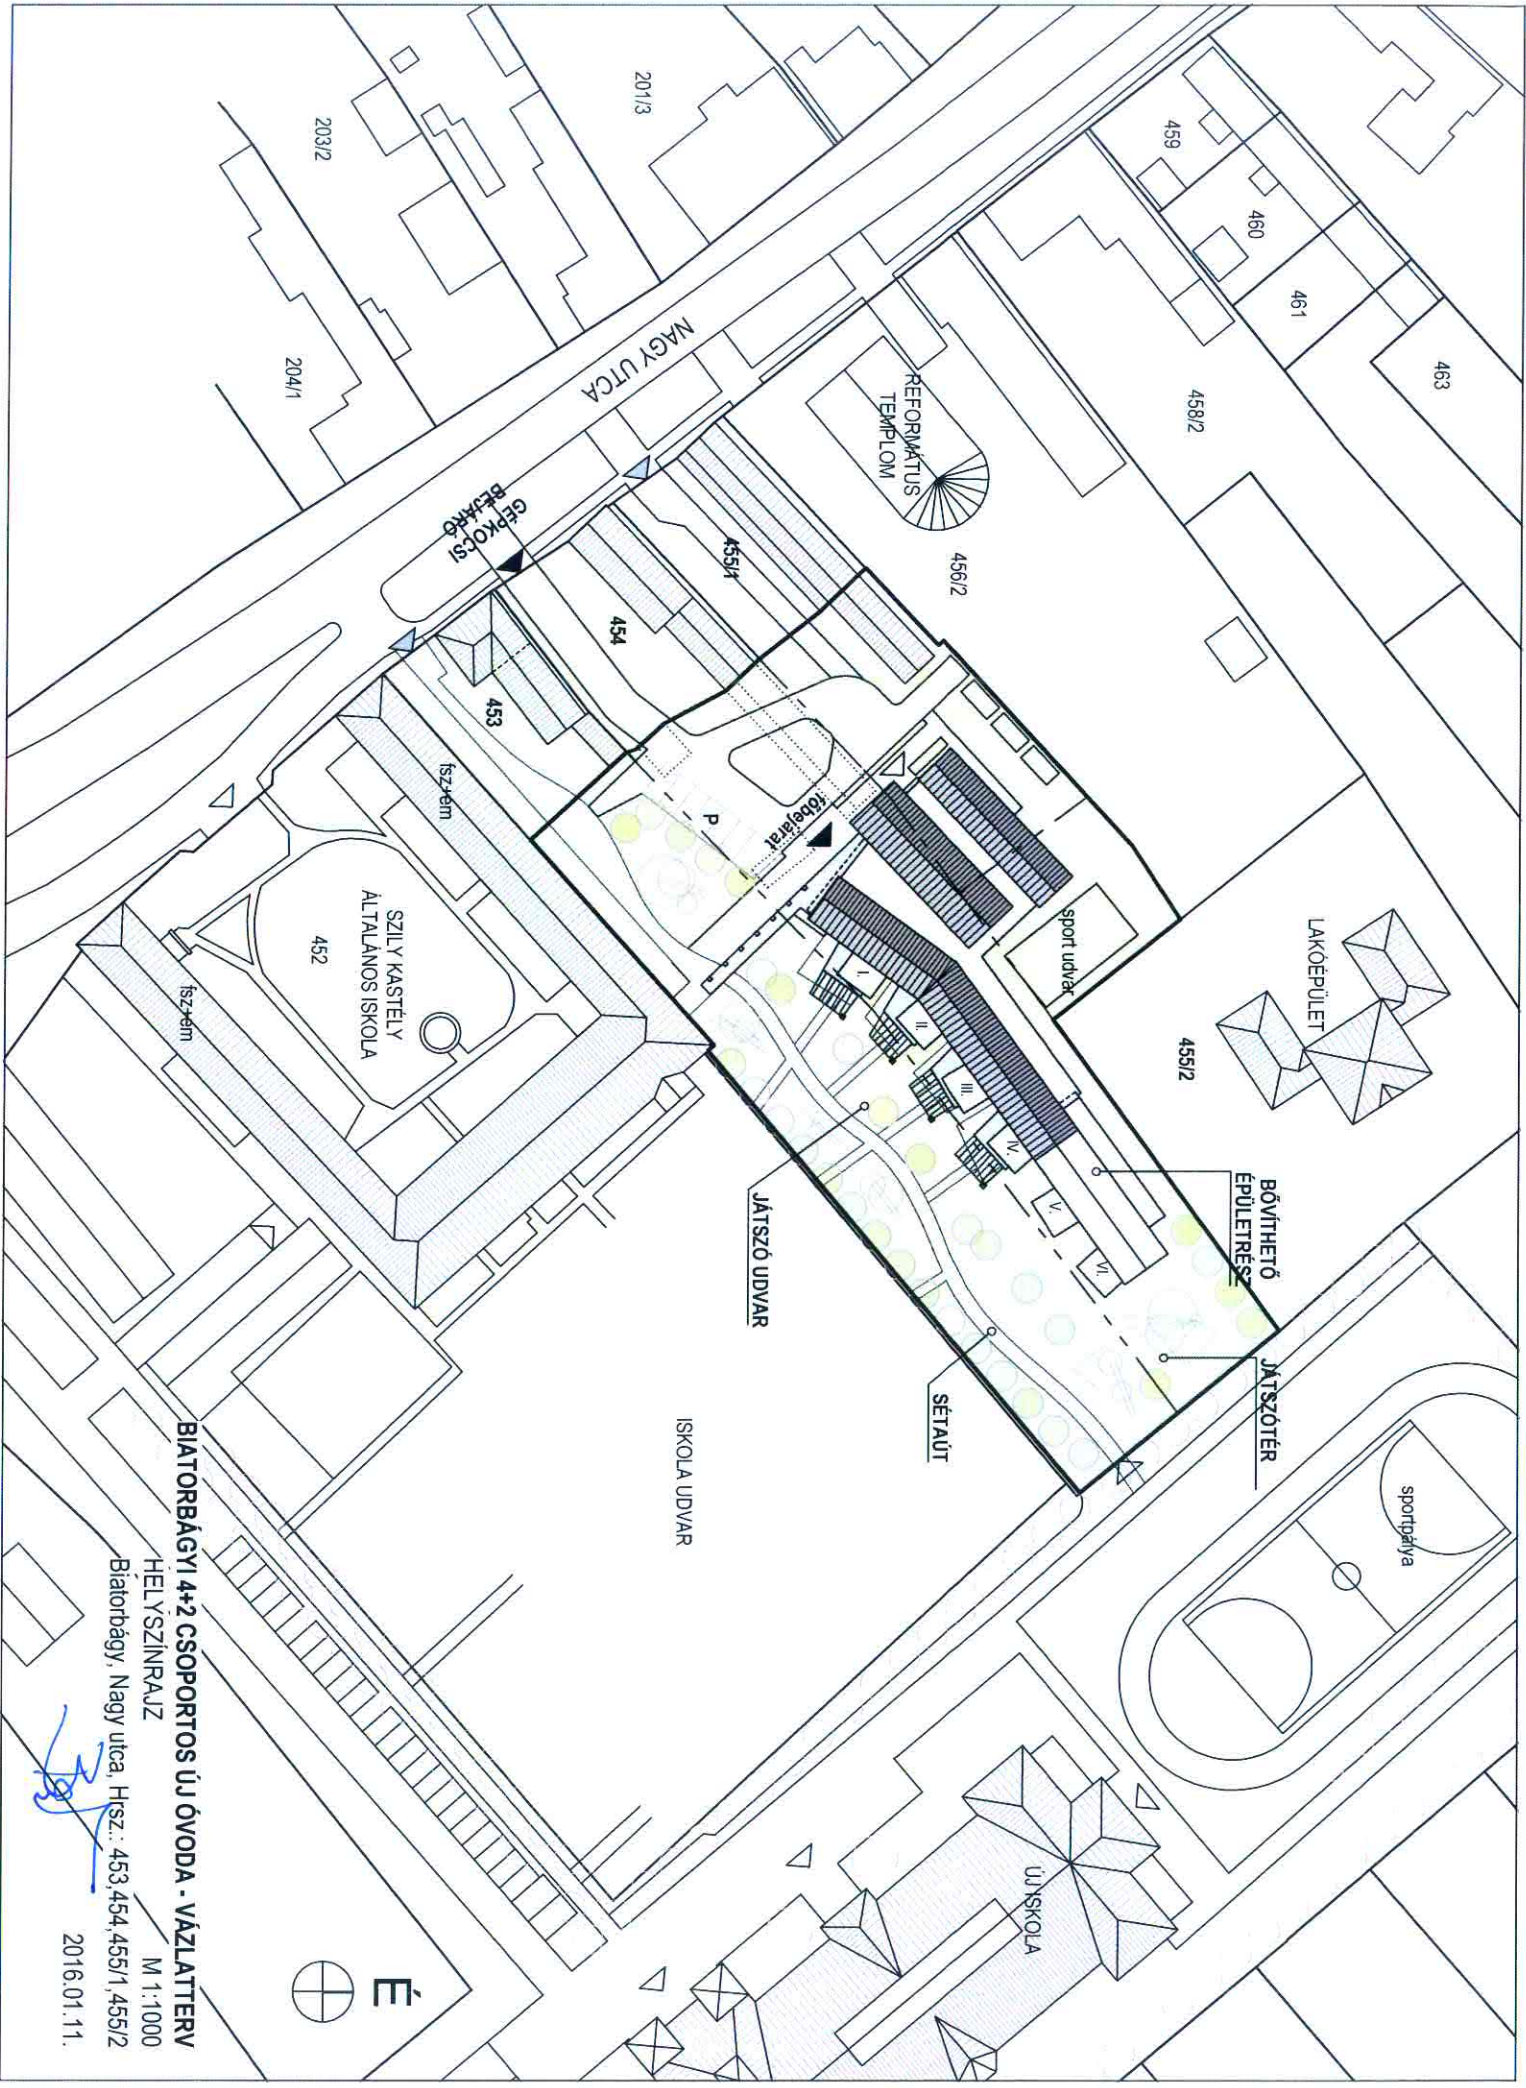 201/3
203/2
204/1
NAGY UTCA
459
460
461
463
458/2
REFORMÁTUS
TEMPLOM
456/2
455/1
454
453
GÉPKOCSI
BEJÁRÓ
fsz+em
SZILY KASTÉLY
ÁLTALÁNOS ISKOLA
452
fsz+em
P
főbejárat
sport udvar
LAKÓÉPÜLET
455/2
I.
II.
III.
IV.
V.
VI.
BŐVÍTHETŐ
ÉPÜLETRÉSZ
JÁTSZÓTÉR
JÁTSZÓ UDVAR
SÉTAÚT
ISKOLA UDVAR
sportpálya
ÚJ ISKOLA
É
BIATORBÁGYI 4+2 CSOPORTOS ÚJ ÓVODA - VÁZLATTERV
HELYSZÍNRAJZ M 1:1000
Biatorbágy, Nagy utca, Hrsz.: 453,454,455/1,455/2
2016.01.11.